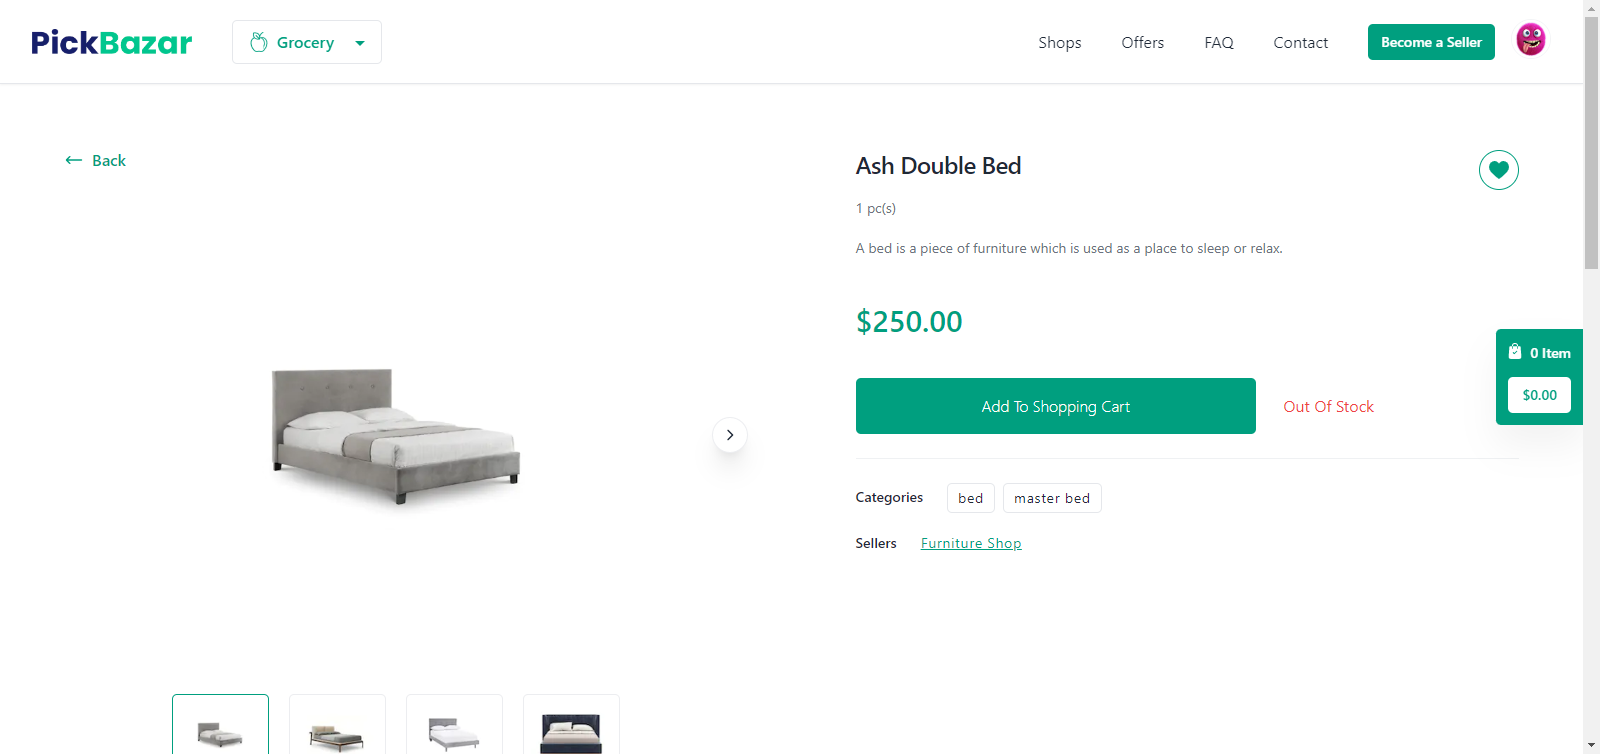 PickBazar
Grocery
Shops
Offers
FAQ
Contact
Become a Seller
Back
Ash Double Bed
1 pc(s)
A bed is a piece of furniture which is used as a place to sleep or relax.
$250.00
0 Item
$0.00
Add To Shopping Cart
Out Of Stock
Categories
bed
master bed
Sellers
Furniture Shop